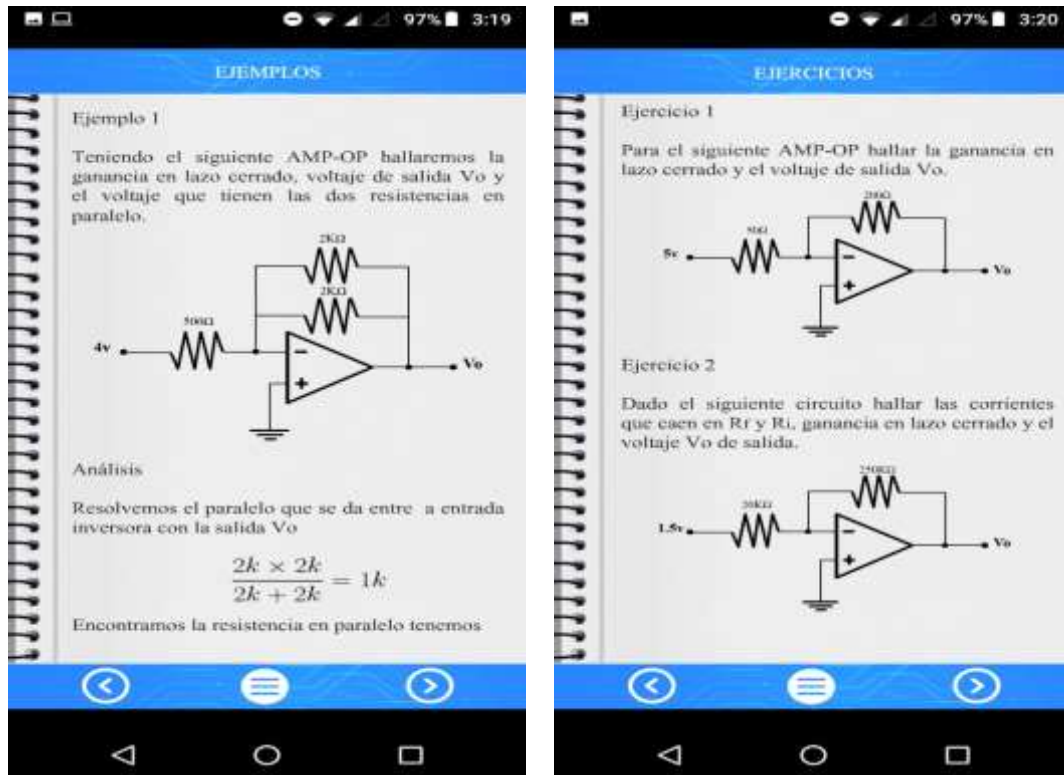 97% 3:19
EJEMPLOS
Ejemplo 1
Teniendo el siguiente AMP-OP hallaremos la
ganancia en lazo cerrado, voltaje de salida Vo y
el voltaje que tienen las dos resistencias en
paralelo.
2KΩ
2KΩ
500Ω
4v
Vo
Análisis
Resolvemos el paralelo que se da entre a entrada
inversora con la salida Vo
2k × 2k / 2k + 2k = 1k
Encontramos la resistencia en paralelo tenemos
97% 3:20
EJERCICIOS
Ejercicio 1
Para el siguiente AMP-OP hallar la ganancia en
lazo cerrado y el voltaje de salida Vo.
5v
Vo
Ejercicio 2
Dado el siguiente circuito hallar las corrientes
que caen en Rf y Ri, ganancia en lazo cerrado y el
voltaje Vo de salida.
250KΩ
1.5v
Vo